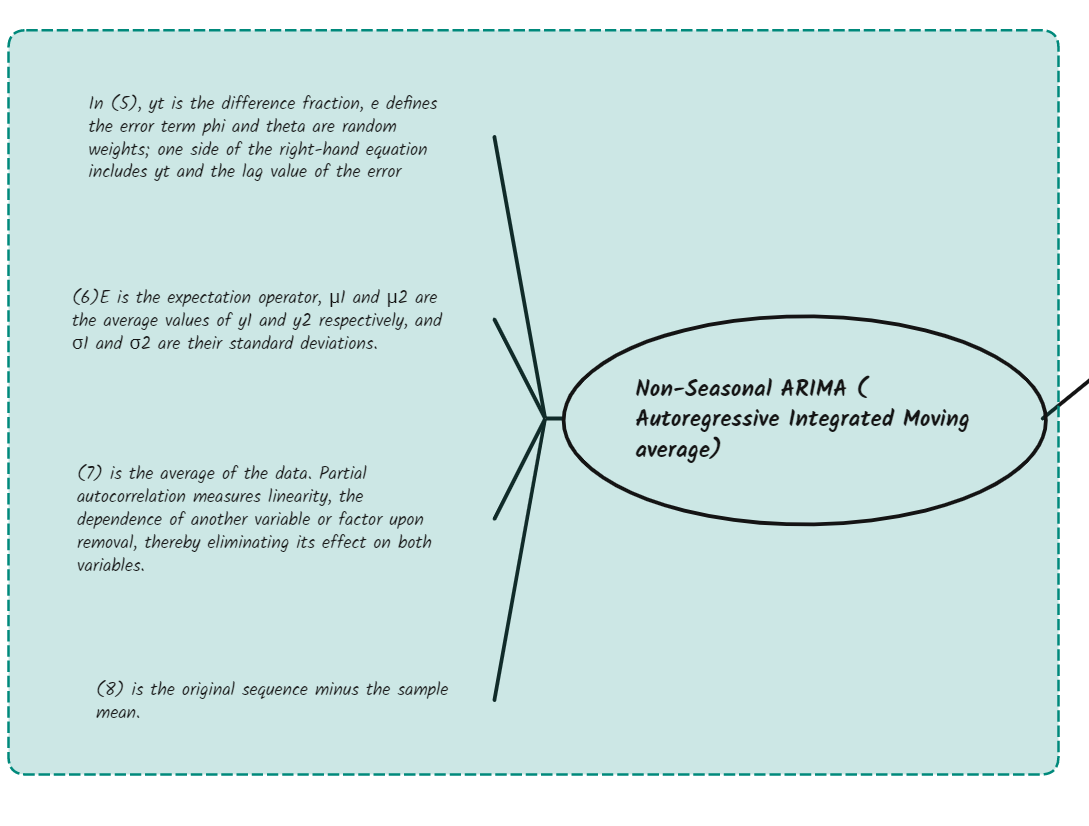 In (5), yt is the difference fraction, e defines
the error term phi and theta are random
weights; one side of the right-hand equation
includes yt and the lag value of the error
(6)E is the expectation operator, μ1 and μ2 are
the average values of y1 and y2 respectively, and
σ1 and σ2 are their standard deviations.
(7) is the average of the data. Partial
autocorrelation measures linearity, the
dependence of another variable or factor upon
removal, thereby eliminating its effect on both
variables.
(8) is the original sequence minus the sample
mean.
Non-Seasonal ARIMA (
Autoregressive Integrated Moving
average)